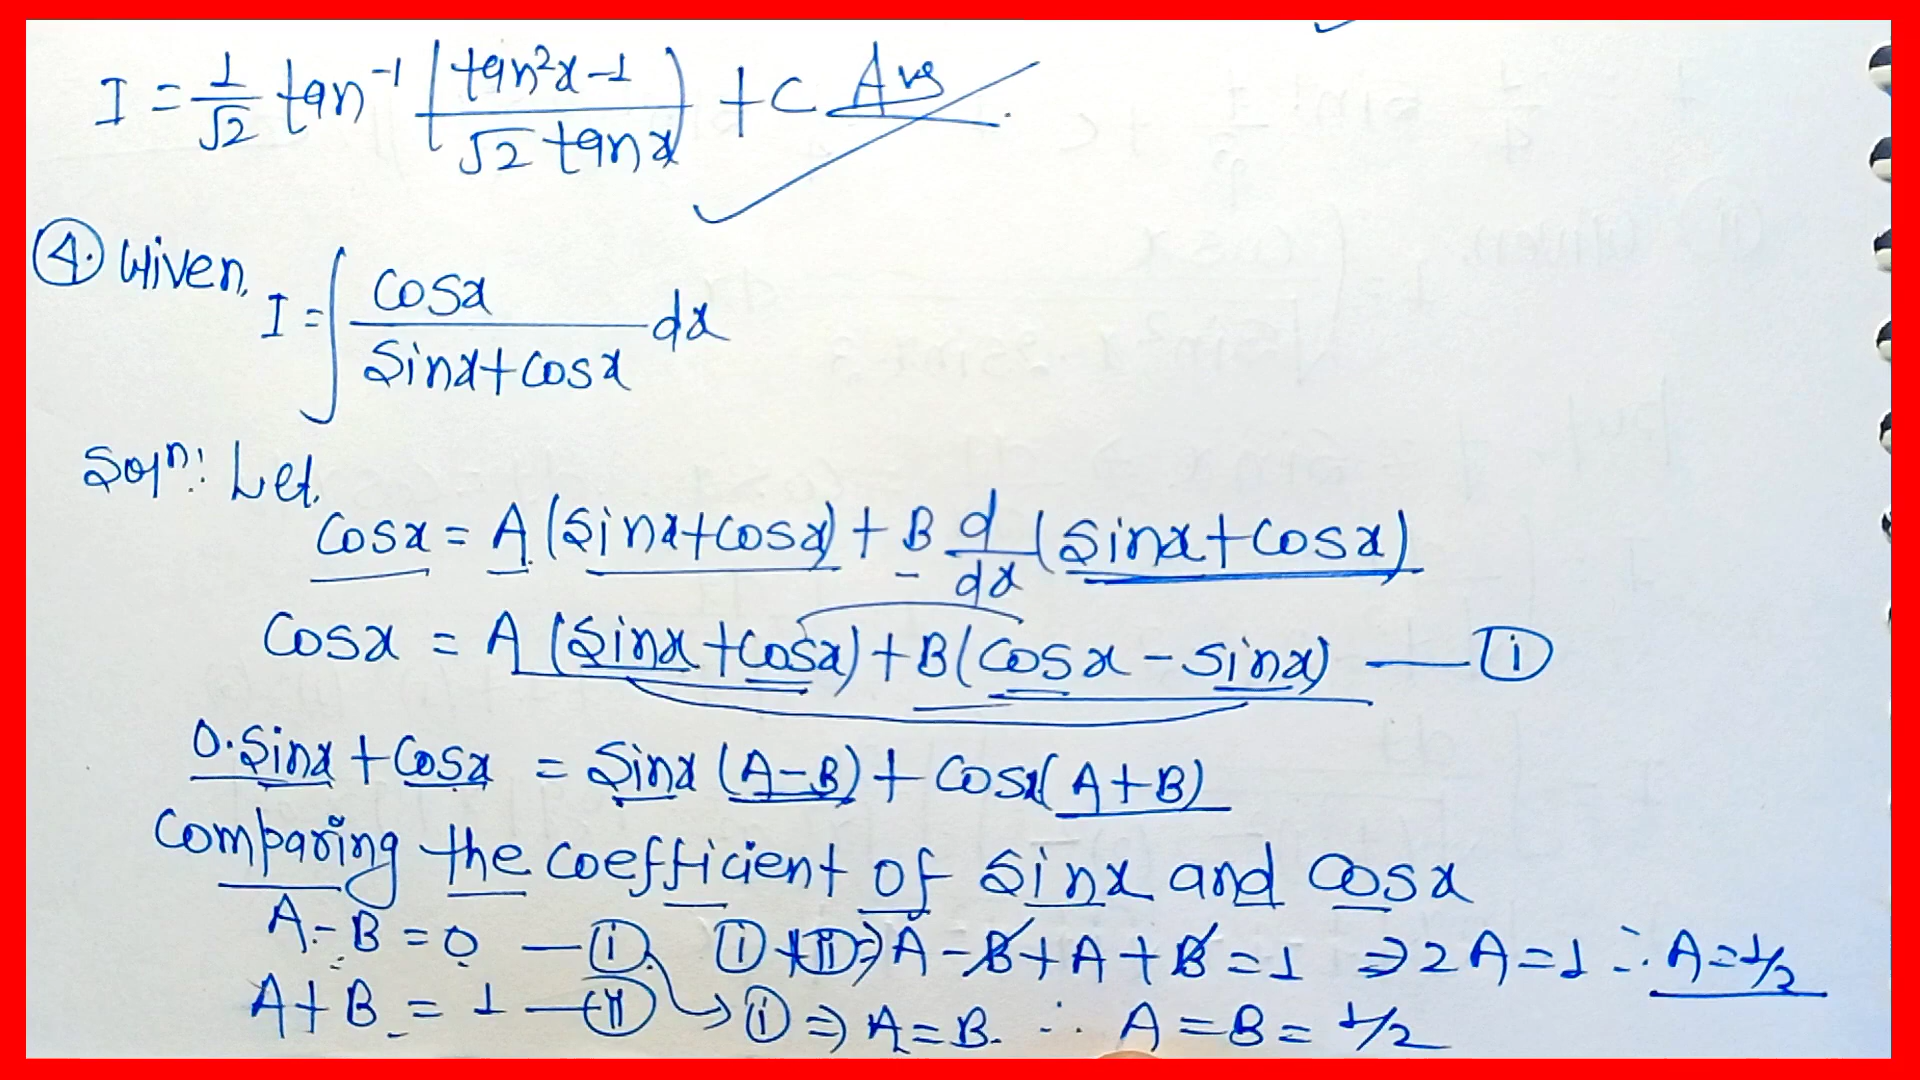 I = 1/√2 tan⁻¹ (tan²x-1 / √2 tanx) + C Ans
④ Given, I = ∫ cosx / (sinx+cosx) dx
Solⁿ: Let,
cosx = A (sinx+cosx) + B d/dx (sinx+cosx)
cosx = A (sinx+cosx) + B(cosx - sinx) — ⓘ
0.sinx + cosx = sinx (A-B) + cosx(A+B)
Comparing the coefficient of sinx and cosx
A-B = 0 — ⓘ ⓘ+ⓘⓘ ⇒ A-B+A+B = 1 ⇒ 2A=1 ∴ A=1/2
A+B = 1 — (ii) → ⓘ ⇒ A=B. ∴ A=B=1/2